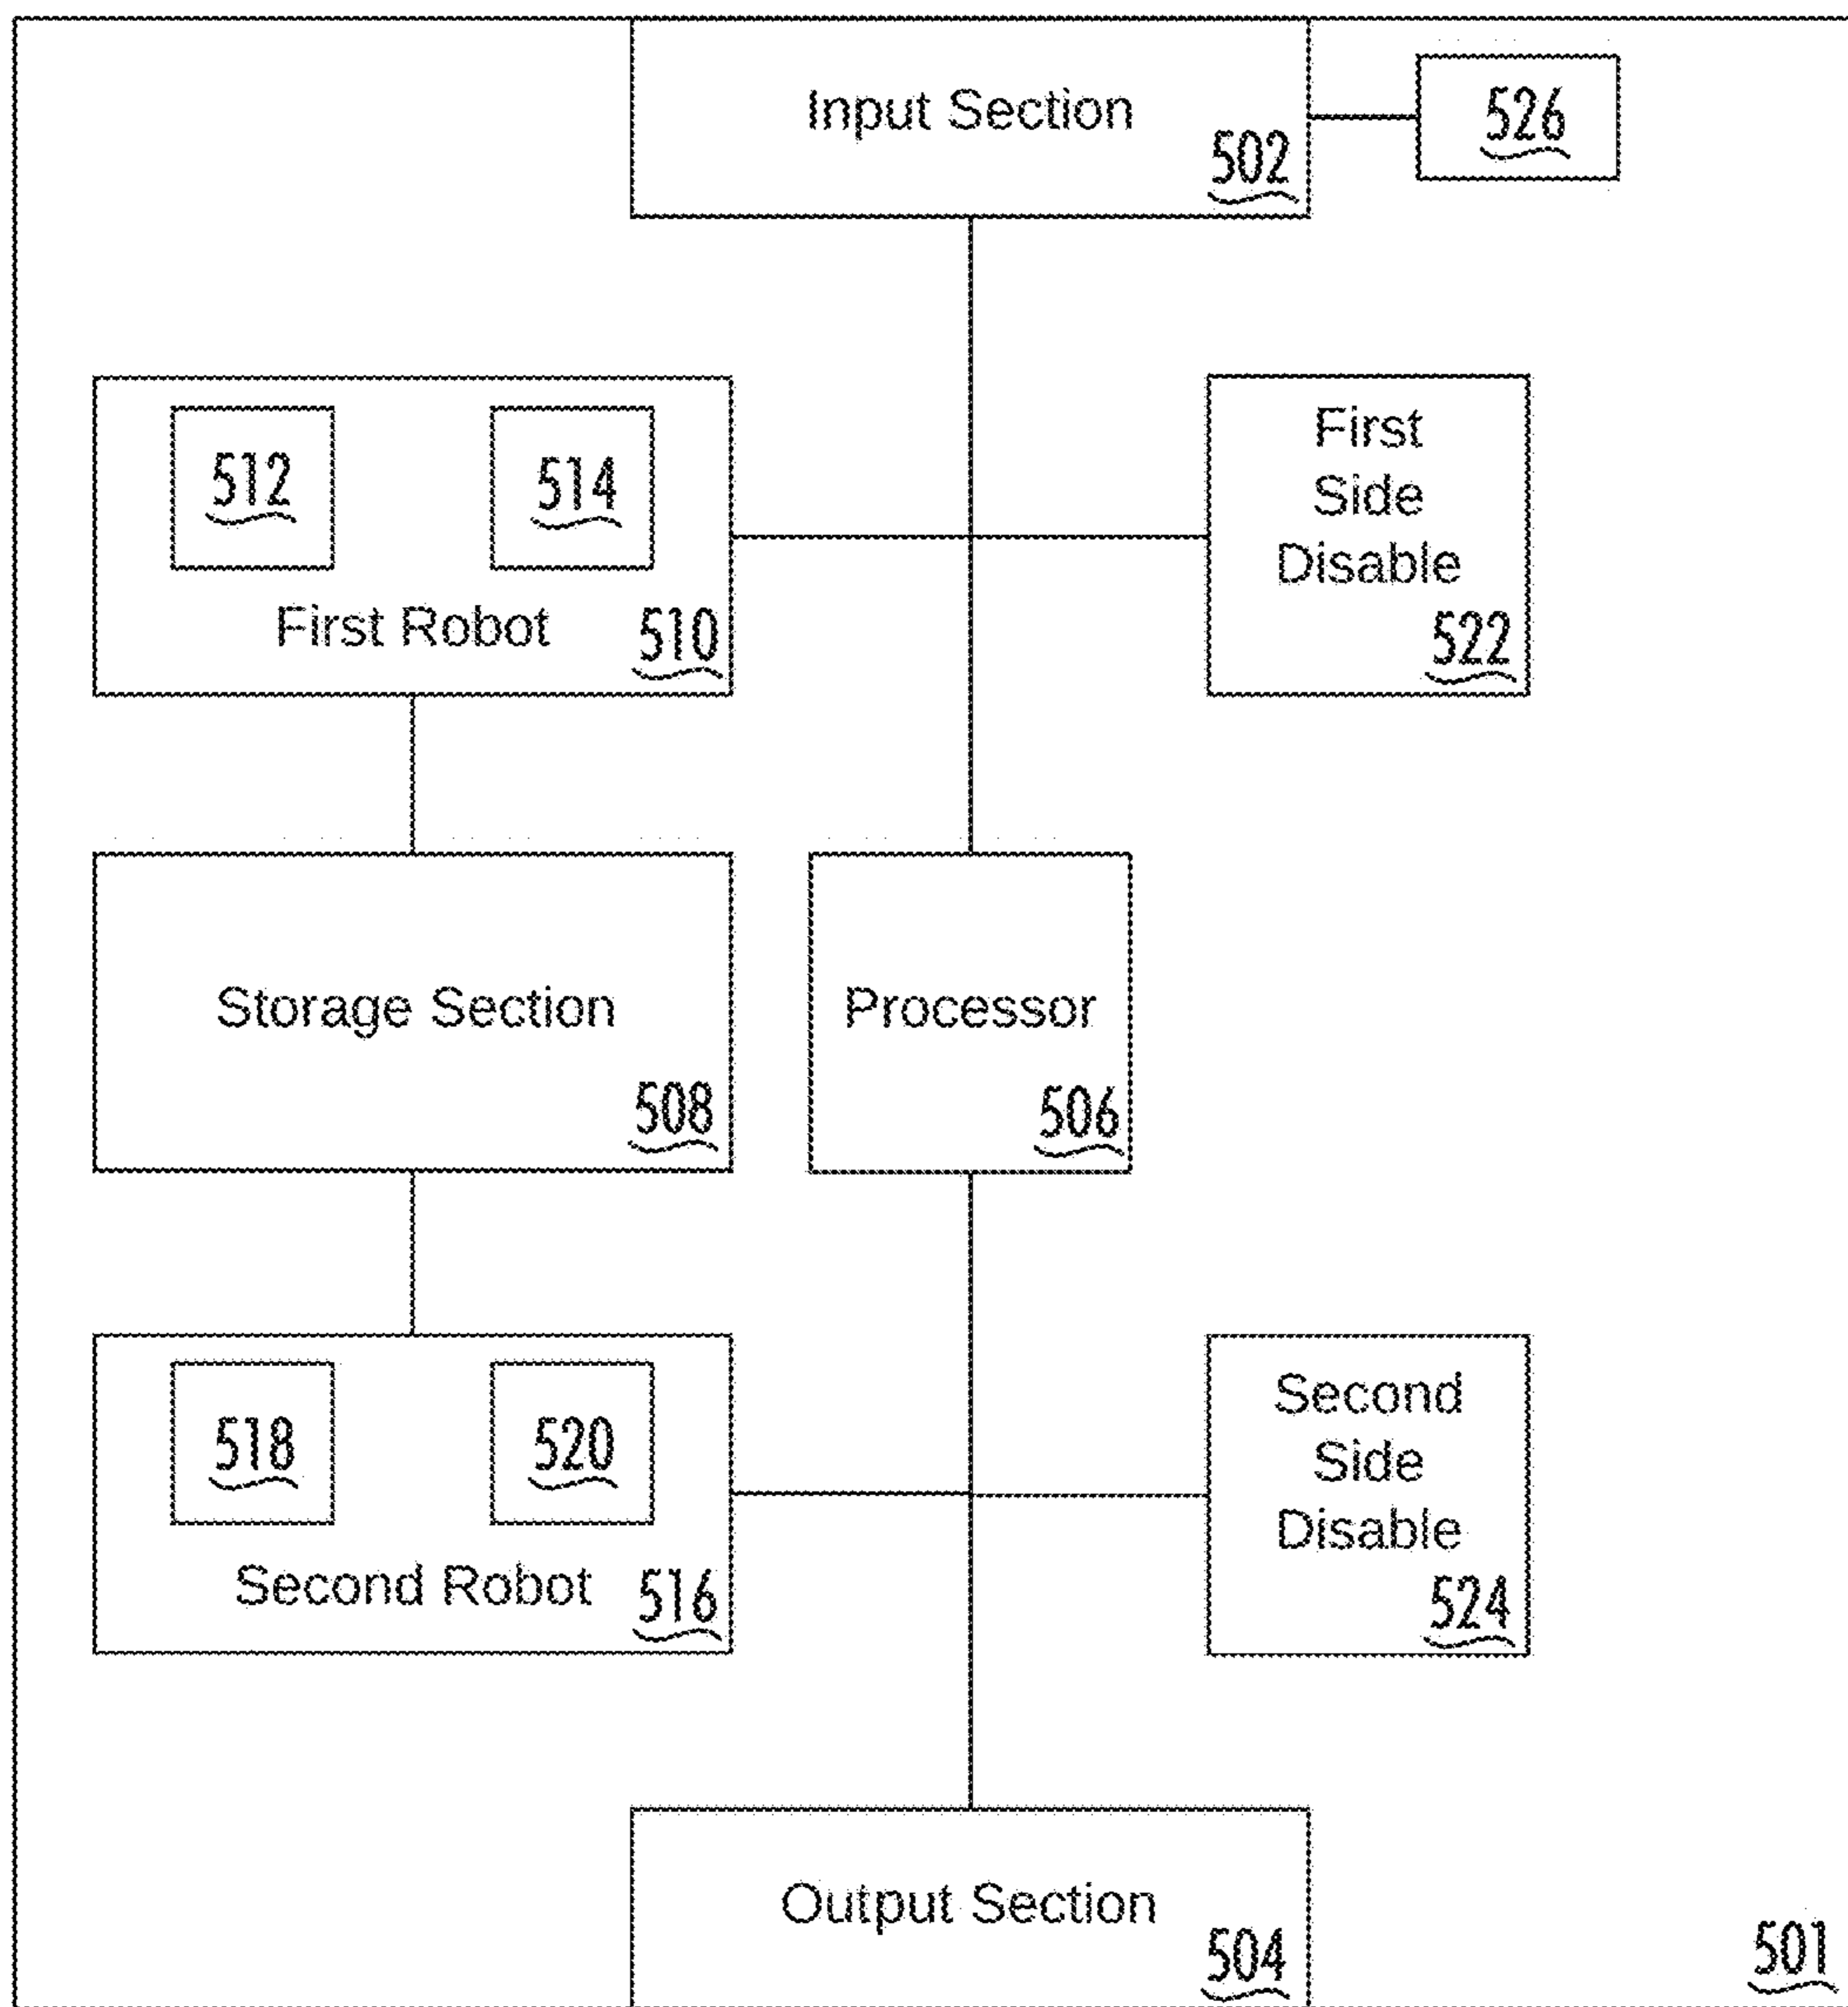 Input Section
502
526
512
514
First Robot
510
First
Side
Disable
522
Storage Section
508
Processor
506
518
520
Second Robot
516
Second
Side
Disable
524
Output Section
504
501